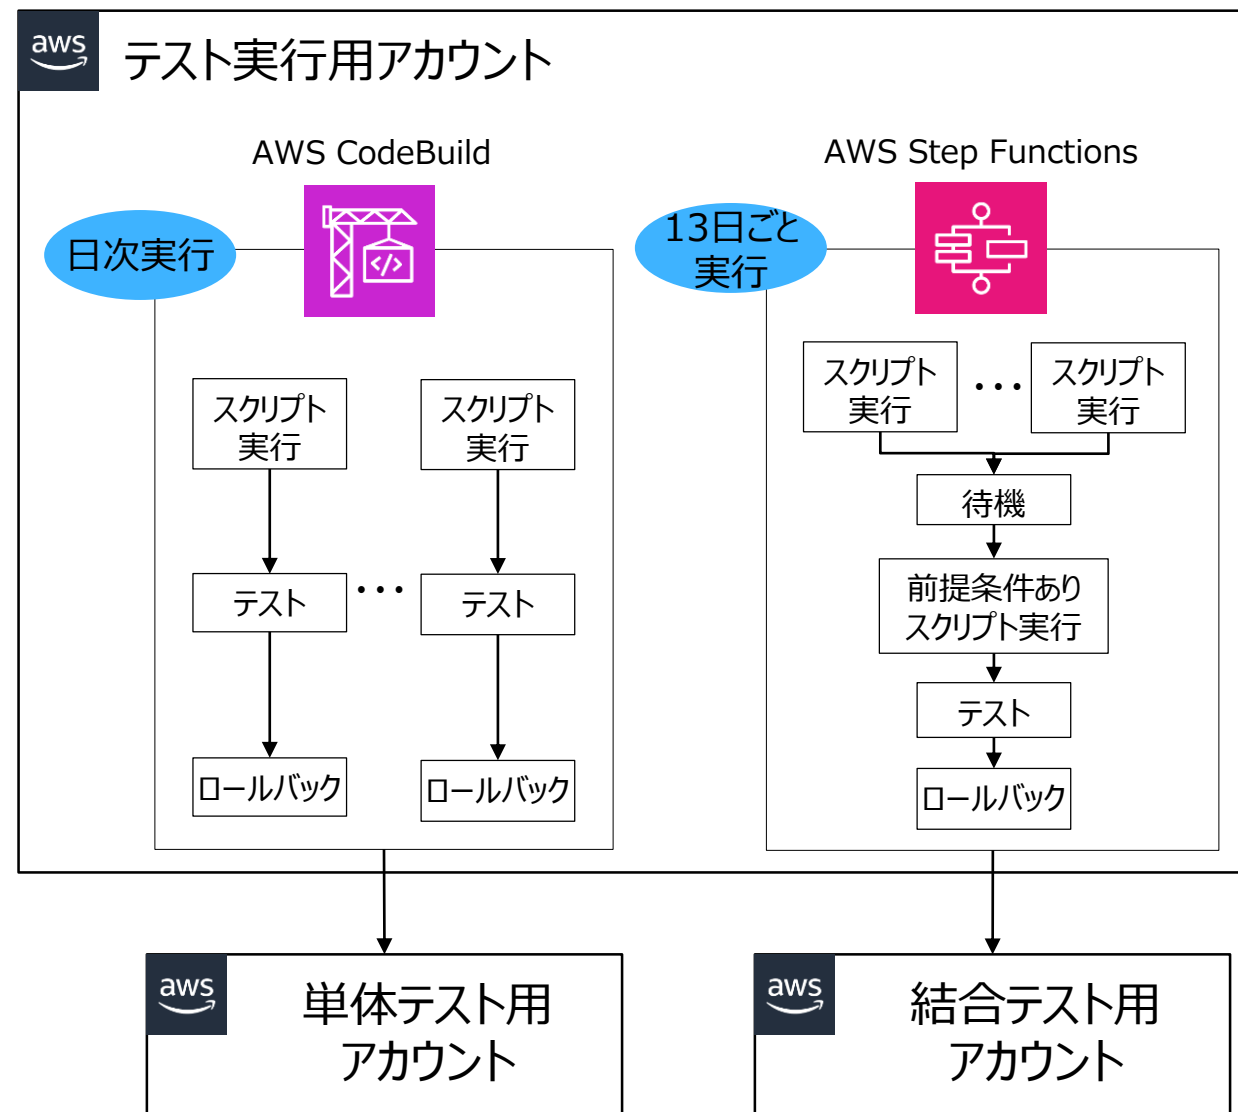 aws
テスト実行用アカウント
AWS CodeBuild
日次実行
スクリプト
実行
スクリプト
実行
テスト
・・・
テスト
ロールバック
ロールバック
AWS Step Functions
13日ごと
実行
スクリプト
実行
・・・
スクリプト
実行
待機
前提条件あり
スクリプト実行
テスト
ロールバック
aws
単体テスト用
アカウント
aws
結合テスト用
アカウント